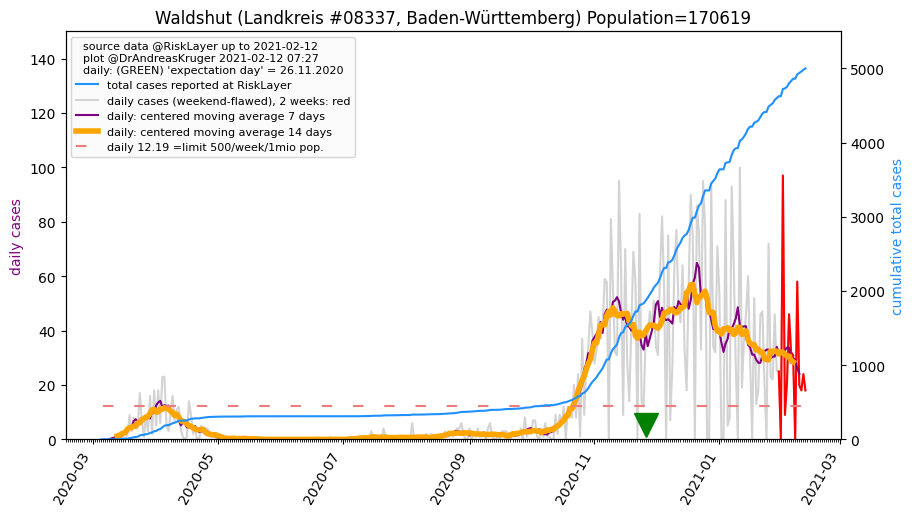 Waldshut (Landkreis #08337, Baden-Württemberg) Population=170619
source data @RiskLayer up to 2021-02-12
plot @DrAndreasKruger 2021-02-12 07:27
daily: (GREEN) 'expectation day' = 26.11.2020
total cases reported at RiskLayer
daily cases (weekend-flawed), 2 weeks: red
daily: centered moving average 7 days
daily: centered moving average 14 days
daily 12.19 =limit 500/week/1mio pop.
daily cases
140
120
100
80
60
40
20
0
cumulative total cases
5000
4000
3000
2000
1000
0
2020-03
2020-05
2020-07
2020-09
2020-11
2021-01
2021-03